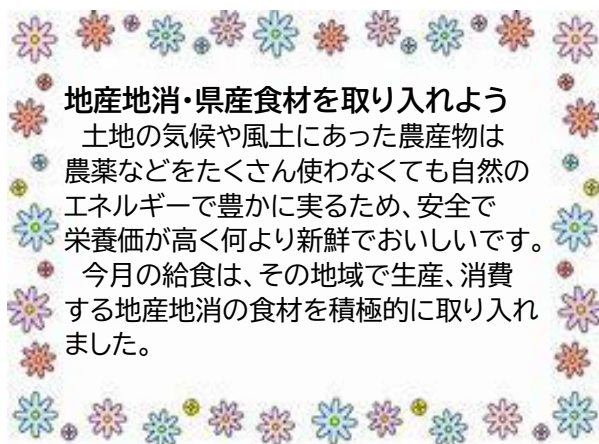 地産地消・県産食材を取り入れよう
　土地の気候や風土にあった農産物は
農薬などをたくさん使わなくても自然の
エネルギーで豊かに実るため、安全で
栄養価が高く何より新鮮でおいしいです。
　今月の給食は、その地域で生産、消費
する地産地消の食材を積極的に取り入れ
ました。